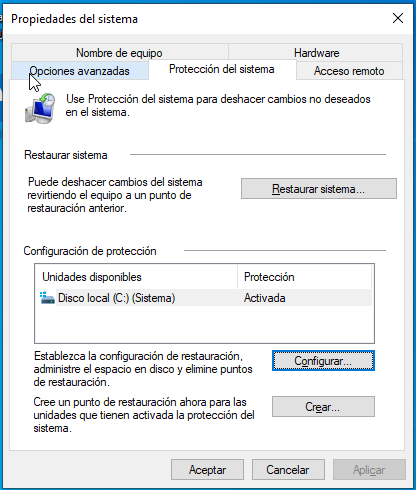 Propiedades del sistema
Nombre de equipo
Hardware
Opciones avanzadas
Protección del sistema
Acceso remoto
Use Protección del sistema para deshacer cambios no deseados
en el sistema.
Restaurar sistema
Puede deshacer cambios del sistema
revirtiendo el equipo a un punto de
restauración anterior.
Restaurar sistema...
Configuración de protección
Unidades disponibles
Protección
Disco local (C:) (Sistema)
Activada
Establezca la configuración de restauración,
administre el espacio en disco y elimine puntos
de restauración.
Configurar...
Cree un punto de restauración ahora para las
unidades que tienen activada la protección del
sistema.
Crear...
Aceptar
Cancelar
Aplicar